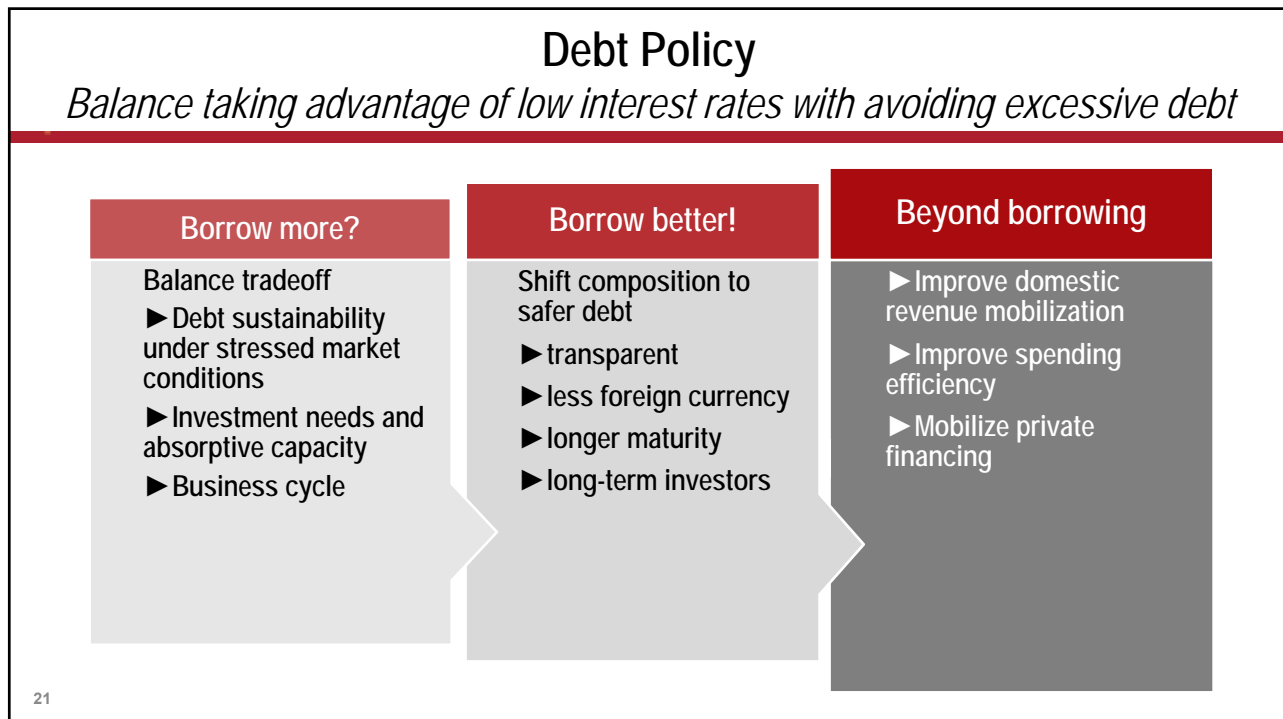 Debt Policy
Balance taking advantage of low interest rates with avoiding excessive debt
Borrow more?
Balance tradeoff
►Debt sustainability
under stressed market
conditions
►Investment needs and
absorptive capacity
►Business cycle
Borrow better!
Shift composition to
safer debt
►transparent
►less foreign currency
►longer maturity
►long-term investors
Beyond borrowing
►Improve domestic
revenue mobilization
►Improve spending
efficiency
►Mobilize private
financing
21